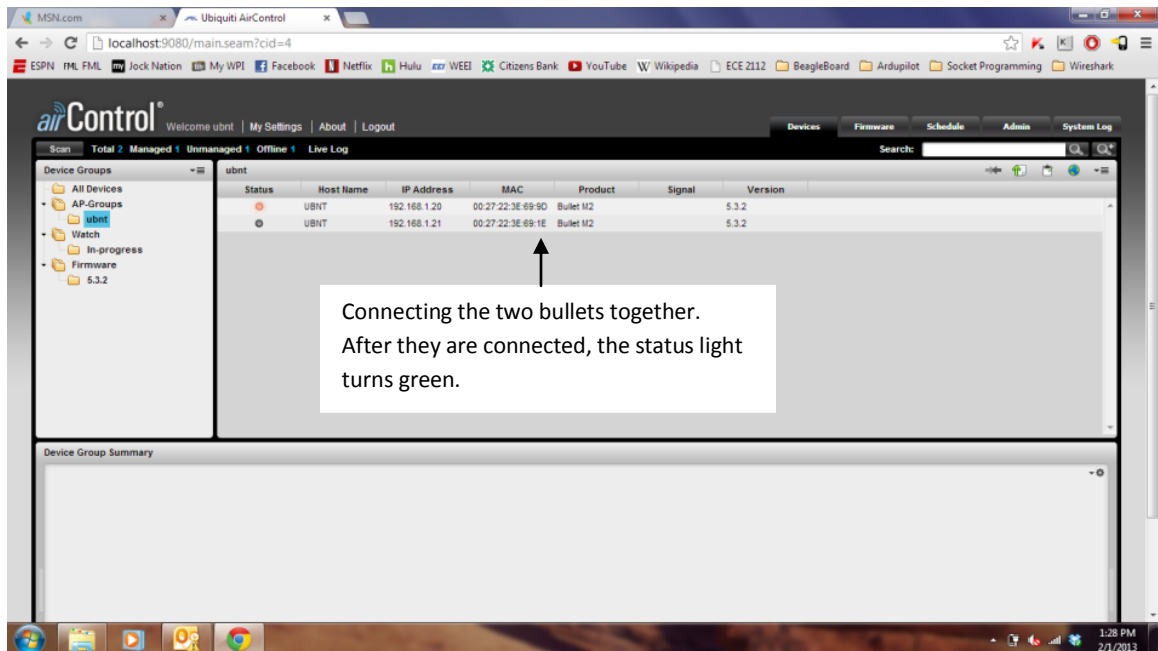 MSN.com
Ubiquiti AirControl
localhost:9080/main.seam?cid=4
ESPN FML FML Jock Nation My WPI Facebook Netflix Hulu WEEI Citizens Bank YouTube Wikipedia ECE 2112 BeagleBoard Ardupilot Socket Programming Wireshark
airControl® Welcome ubnt | My Settings | About | Logout
Devices Firmware Schedule Admin System Log
Scan Total 2 Managed 1 Unmanaged 1 Offline 1 Live Log Search:
Device Groups
All Devices
AP-Groups
ubnt
Watch
In-progress
Firmware
5.3.2
ubnt
Status Host Name IP Address MAC Product Signal Version
UBNT 192.168.1.20 00:27:22:3E:69:9D Bullet M2 5.3.2
UBNT 192.168.1.21 00:27:22:3E:69:1E Bullet M2 5.3.2
Connecting the two bullets together.
After they are connected, the status light
turns green.
Device Group Summary
1:28 PM
2/1/2013